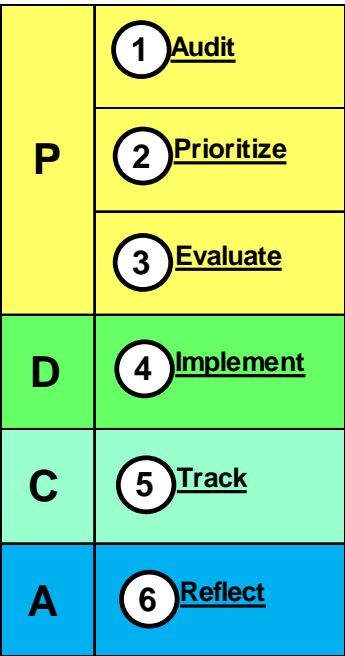 P
1 Audit
2 Prioritize
3 Evaluate
D
4 Implement
C
5 Track
A
6 Reflect